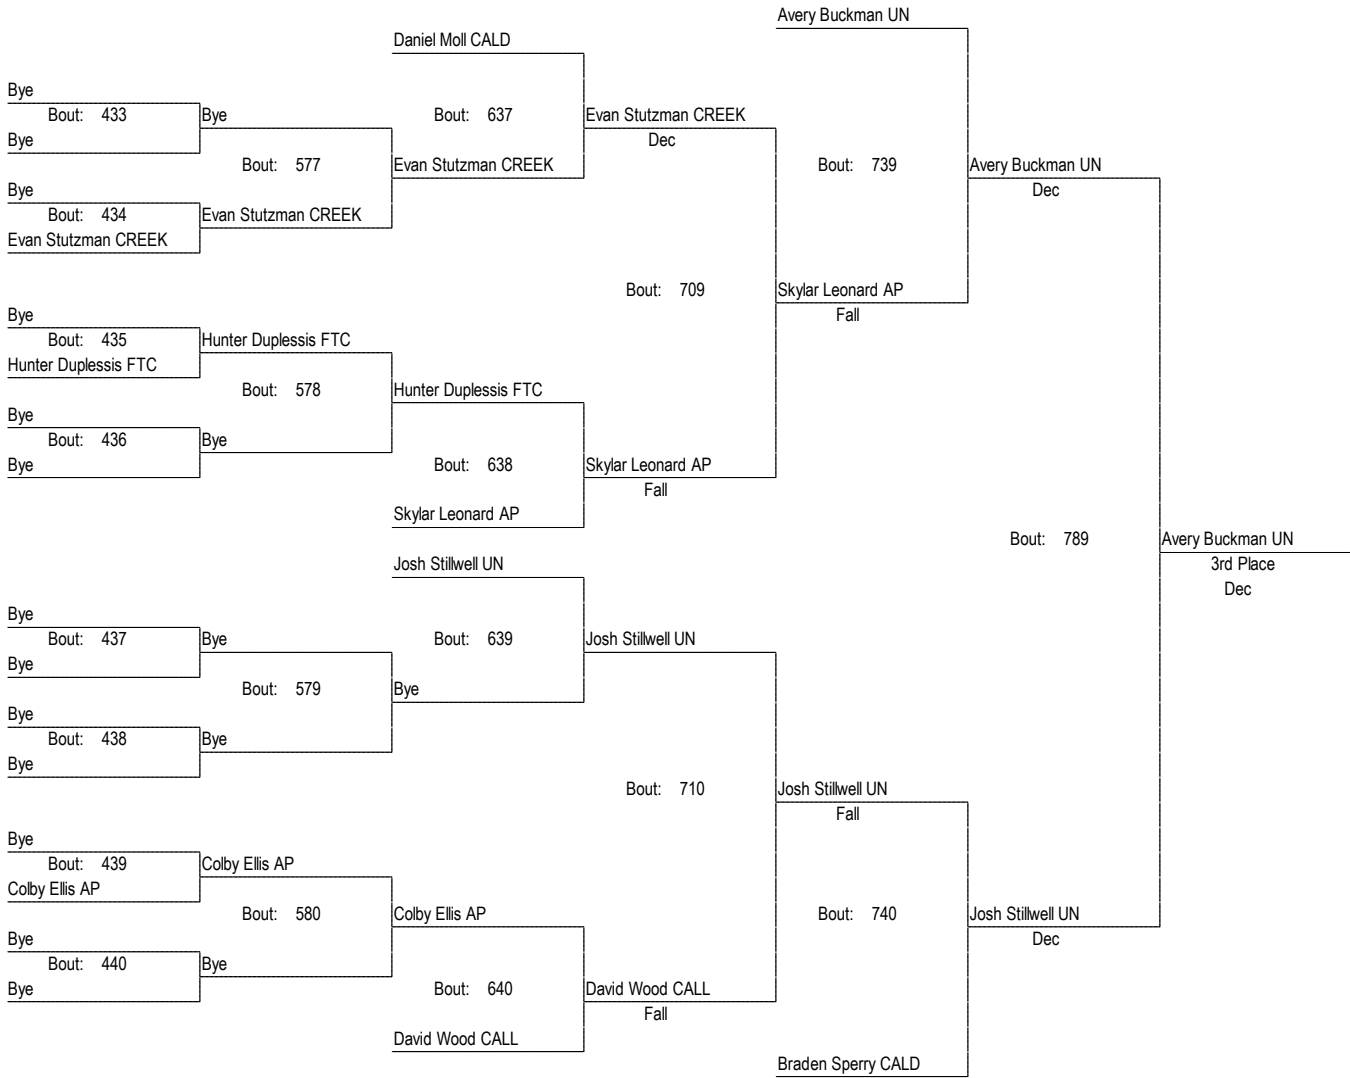 Avery Buckman UN
Daniel Moll CALD
Bye
Bout: 433
Bye
Bout: 637
Evan Stutzman CREEK
Bye
Dec
Bout: 577
Evan Stutzman CREEK
Bout: 739
Avery Buckman UN
Bye
Dec
Bout: 434
Evan Stutzman CREEK
Evan Stutzman CREEK
Bout: 709
Skylar Leonard AP
Bye
Fall
Bout: 435
Hunter Duplessis FTC
Hunter Duplessis FTC
Bout: 578
Hunter Duplessis FTC
Bye
Bout: 436
Bye
Bye
Bout: 638
Skylar Leonard AP
Fall
Skylar Leonard AP
Bout: 789
Avery Buckman UN
Josh Stillwell UN
3rd Place
Dec
Bye
Bout: 437
Bye
Bout: 639
Josh Stillwell UN
Bye
Bout: 579
Bye
Bye
Bout: 438
Bye
Bye
Bout: 710
Josh Stillwell UN
Fall
Bye
Bout: 439
Colby Ellis AP
Colby Ellis AP
Bout: 580
Colby Ellis AP
Bout: 740
Josh Stillwell UN
Bye
Dec
Bout: 440
Bye
Bye
Bout: 640
David Wood CALL
Fall
David Wood CALL
Braden Sperry CALD